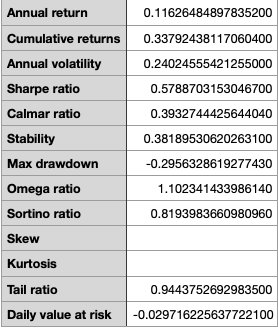 Annual return 0.11626484897835200
Cumulative returns 0.33792438117060400
Annual volatility 0.24024555421255000
Sharpe ratio 0.5788703153046700
Calmar ratio 0.3932744425644040
Stability 0.38189530620263100
Max drawdown -0.2956328619277430
Omega ratio 1.102341433986140
Sortino ratio 0.8193983660980960
Skew
Kurtosis
Tail ratio 0.9443752692983500
Daily value at risk -0.029716225637722100